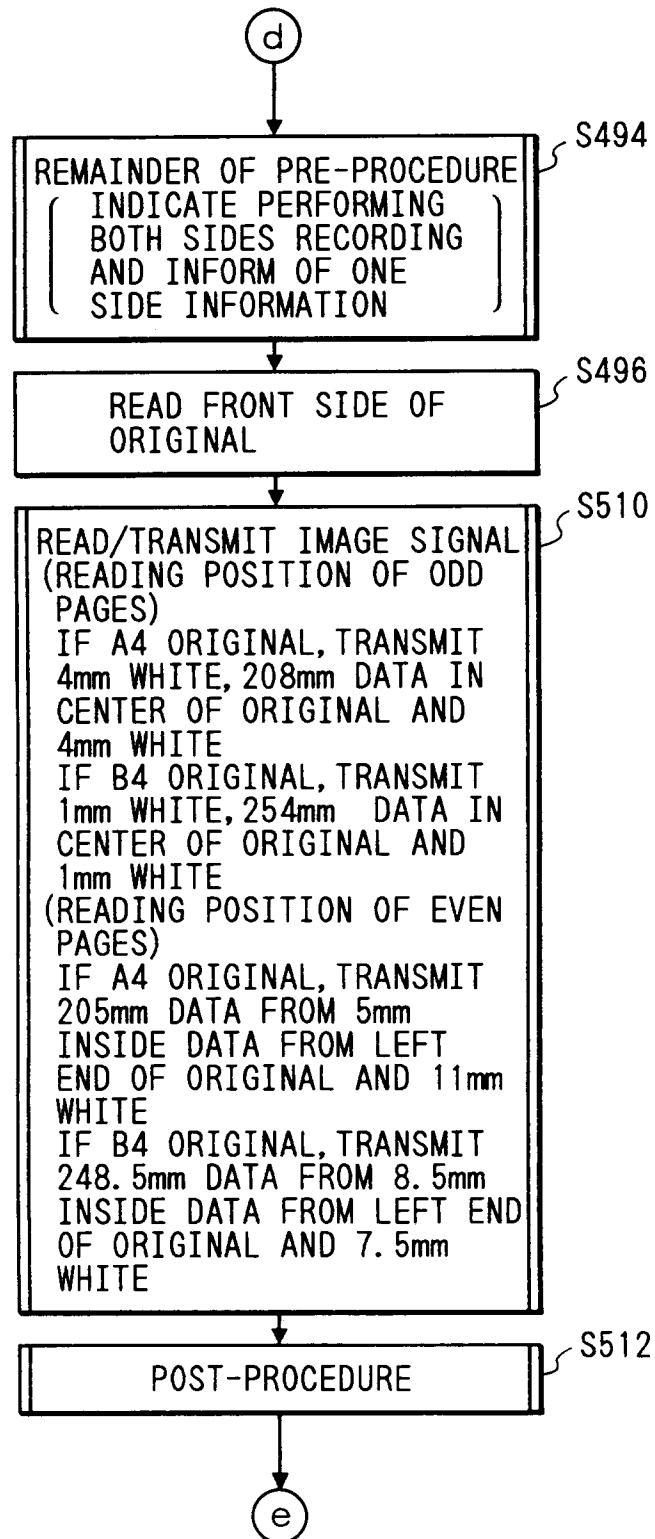 d
S494
REMAINDER OF PRE-PROCEDURE
INDICATE PERFORMING
BOTH SIDES RECORDING
AND INFORM OF ONE
SIDE INFORMATION
S496
READ FRONT SIDE OF
ORIGINAL
S510
READ/TRANSMIT IMAGE SIGNAL
(READING POSITION OF ODD
PAGES)
IF A4 ORIGINAL, TRANSMIT
4mm WHITE, 208mm DATA IN
CENTER OF ORIGINAL AND
4mm WHITE
IF B4 ORIGINAL, TRANSMIT
1mm WHITE, 254mm DATA IN
CENTER OF ORIGINAL AND
1mm WHITE
(READING POSITION OF EVEN
PAGES)
IF A4 ORIGINAL, TRANSMIT
205mm DATA FROM 5mm
INSIDE DATA FROM LEFT
END OF ORIGINAL AND 11mm
WHITE
IF B4 ORIGINAL, TRANSMIT
248.5mm DATA FROM 8.5mm
INSIDE DATA FROM LEFT END
OF ORIGINAL AND 7.5mm
WHITE
S512
POST-PROCEDURE
e